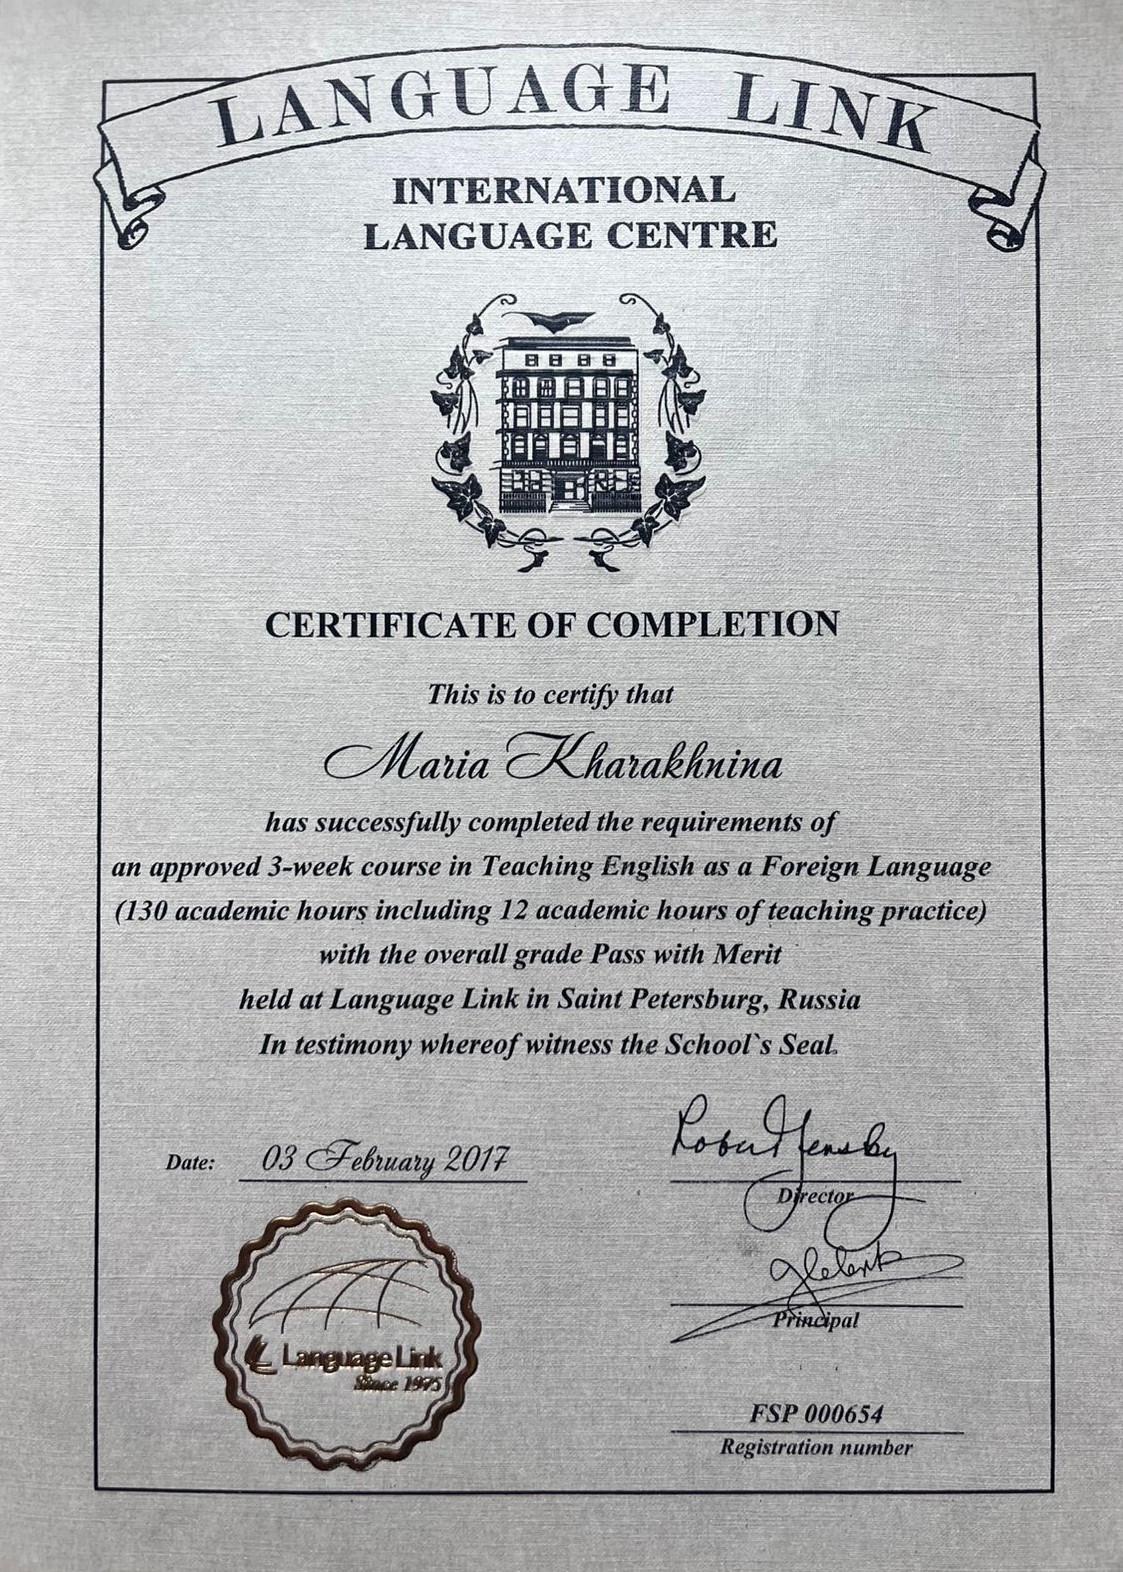 LANGUAGE LINK
INTERNATIONAL
LANGUAGE CENTRE
CERTIFICATE OF COMPLETION
This is to certify that
Maria Kharakhnina
has successfully completed the requirements of
an approved 3-week course in Teaching English as a Foreign Language
(130 academic hours including 12 academic hours of teaching practice)
with the overall grade Pass with Merit
held at Language Link in Saint Petersburg, Russia
In testimony whereof witness the School`s Seal.
Date: 03 February 2017
Director
Principal
Language Link
Since 1975
FSP 000654
Registration number